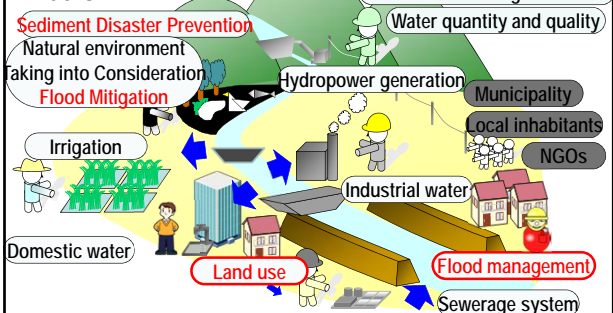 Sediment Disaster Prevention
Water quantity and quality
Natural environment
Taking into Consideration
Flood Mitigation
Hydropower generation
Municipality
Local inhabitants
NGOs
Irrigation
Industrial water
Domestic water
Land use
Flood management
Sewerage system